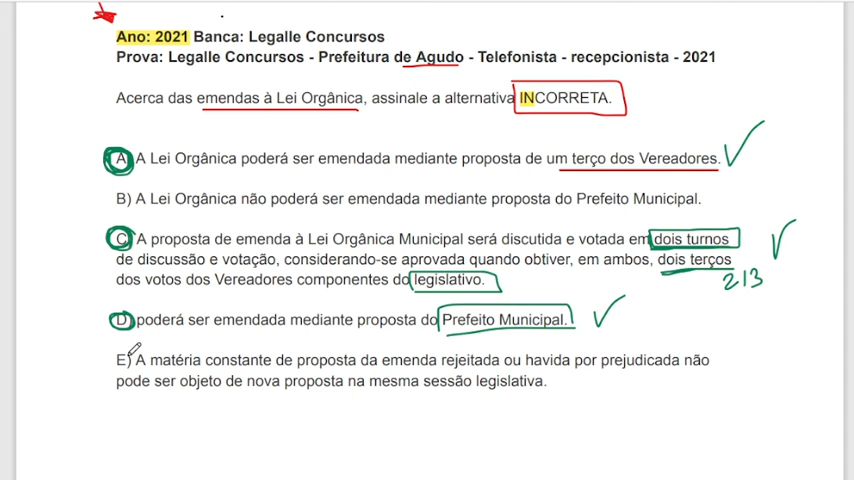 Ano: 2021 Banca: Legalle Concursos
Prova: Legalle Concursos - Prefeitura de Agudo - Telefonista - recepcionista - 2021
Acerca das emendas à Lei Orgânica, assinale a alternativa INCORRETA.
A) A Lei Orgânica poderá ser emendada mediante proposta de um terço dos Vereadores.
B) A Lei Orgânica não poderá ser emendada mediante proposta do Prefeito Municipal.
C) A proposta de emenda à Lei Orgânica Municipal será discutida e votada em dois turnos
de discussão e votação, considerando-se aprovada quando obtiver, em ambos, dois terços
dos votos dos Vereadores componentes do legislativo.
2/3
D) poderá ser emendada mediante proposta do Prefeito Municipal.
E) A matéria constante de proposta da emenda rejeitada ou havida por prejudicada não
pode ser objeto de nova proposta na mesma sessão legislativa.